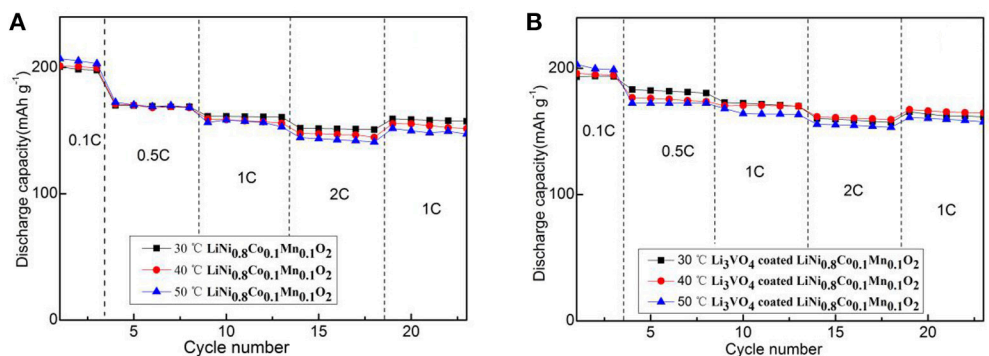 A
Discharge capacity(mAh g-1)
200
100
0
0.1C
0.5C
1C
2C
1C
30 ℃ LiNi0.8Co0.1Mn0.1O2
40 ℃ LiNi0.8Co0.1Mn0.1O2
50 ℃ LiNi0.8Co0.1Mn0.1O2
5 10 15 20
Cycle number
B
Discharge capacity(mAh g-1)
200
100
0
0.1C
0.5C
1C
2C
1C
30 ℃ Li3VO4 coated LiNi0.8Co0.1Mn0.1O2
40 ℃ Li3VO4 coated LiNi0.8Co0.1Mn0.1O2
50 ℃ Li3VO4 coated LiNi0.8Co0.1Mn0.1O2
5 10 15 20
Cycle number